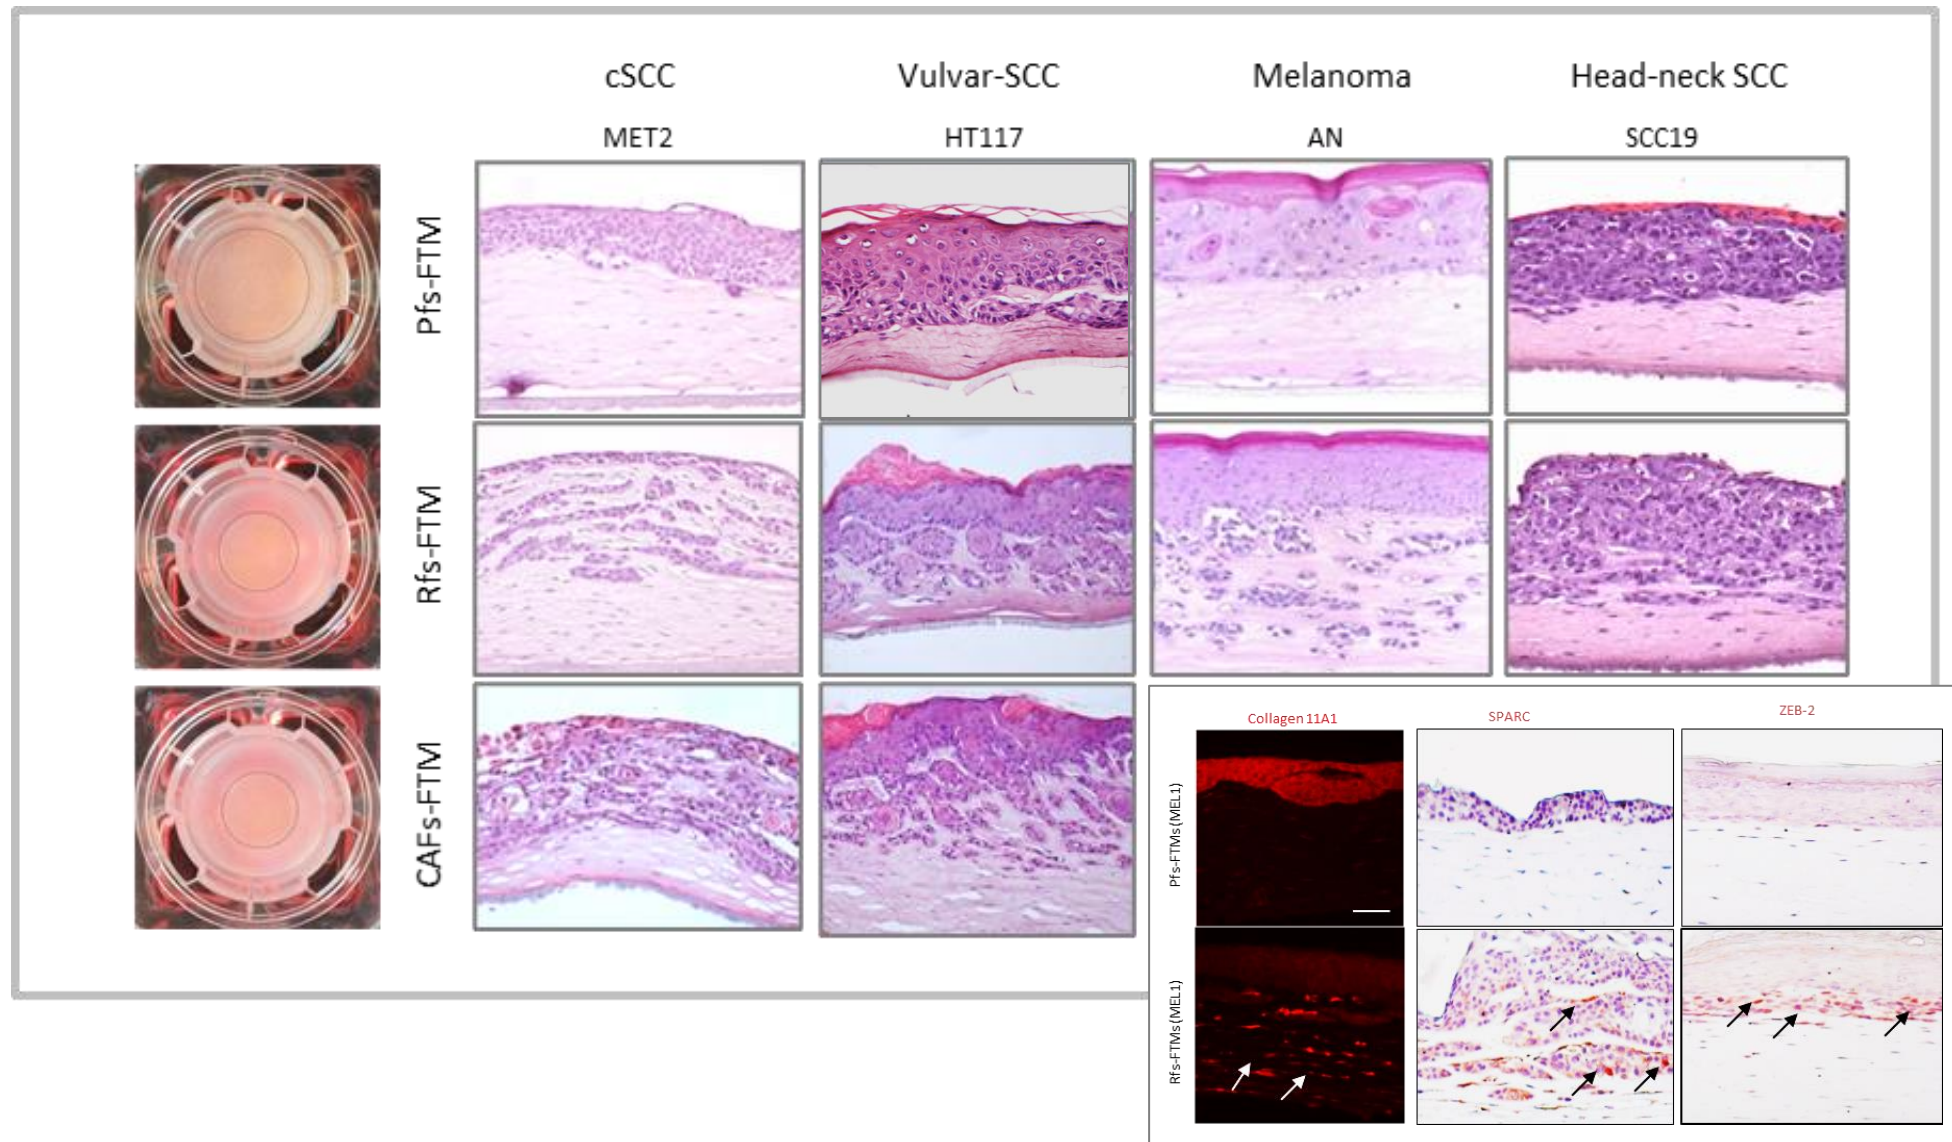 cSCC
Vulvar-SCC
Melanoma
Head-neck SCC
MET2
HT117
AN
SCC19
Pfs-FTM
Rfs-FTM
CAFs-FTM
Collagen 11A1
SPARC
ZEB-2
Pfs-FTMs (MEL1)
Rfs-FTMs (MEL1)